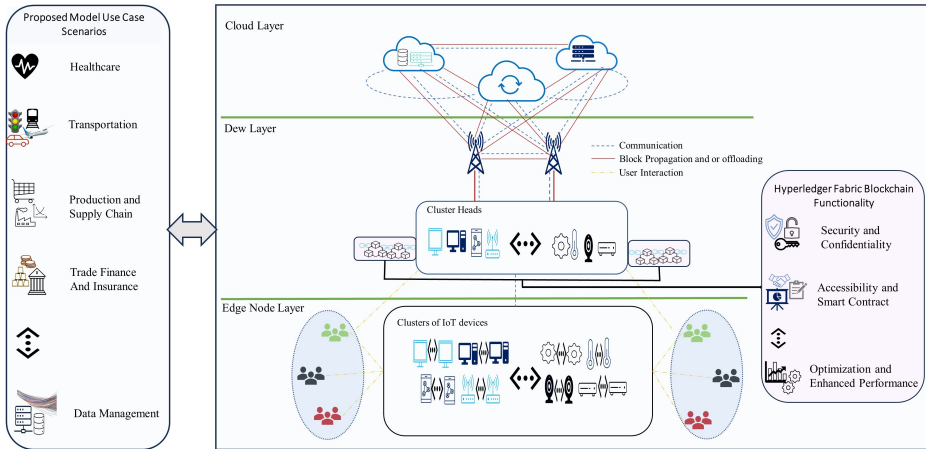 Proposed Model Use Case
Scenarios
Healthcare
Transportation
Production and
Supply Chain
Trade Finance
And Insurance
Data Management
Cloud Layer
Dew Layer
Communication
Block Propagation and or offloading
User Interaction
Cluster Heads
Edge Node Layer
Clusters of IoT devices
Hyperledger Fabric Blockchain
Functionality
Security and
Confidentiality
Accessibility and
Smart Contract
Optimization and
Enhanced Performance